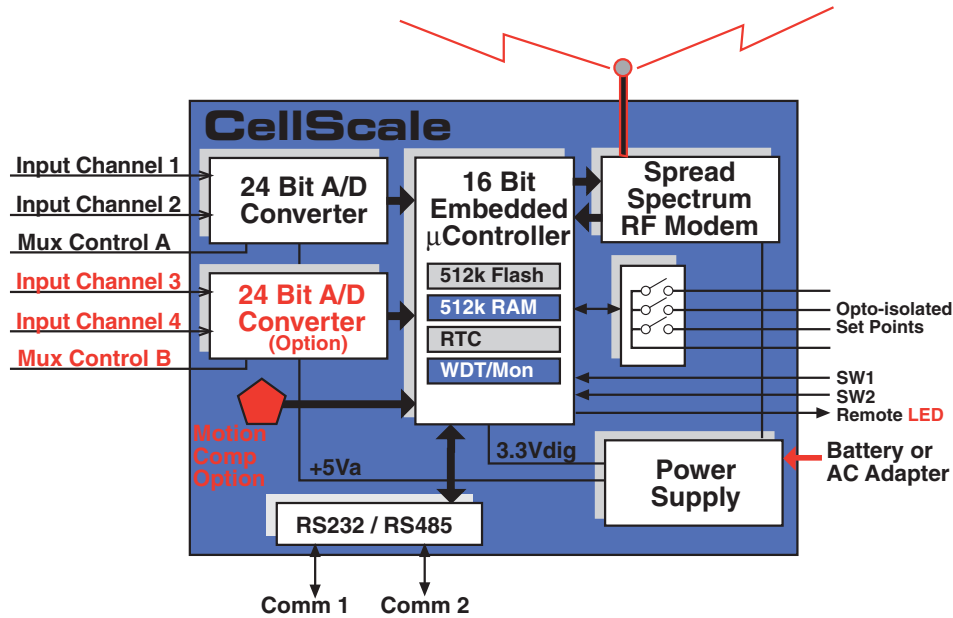 CellScale
Input Channel 1
Input Channel 2
Mux Control A
Input Channel 3
Input Channel 4
Mux Control B
24 Bit A/D
Converter
24 Bit A/D
Converter
(Option)
Motion
Comp
Option
16 Bit
Embedded
µController
512k Flash
512k RAM
RTC
WDT/Mon
Spread
Spectrum
RF Modem
Opto-isolated
Set Points
SW1
SW2
Remote LED
Battery or
AC Adapter
+5Va
3.3Vdig
Power
Supply
RS232 / RS485
Comm 1
Comm 2